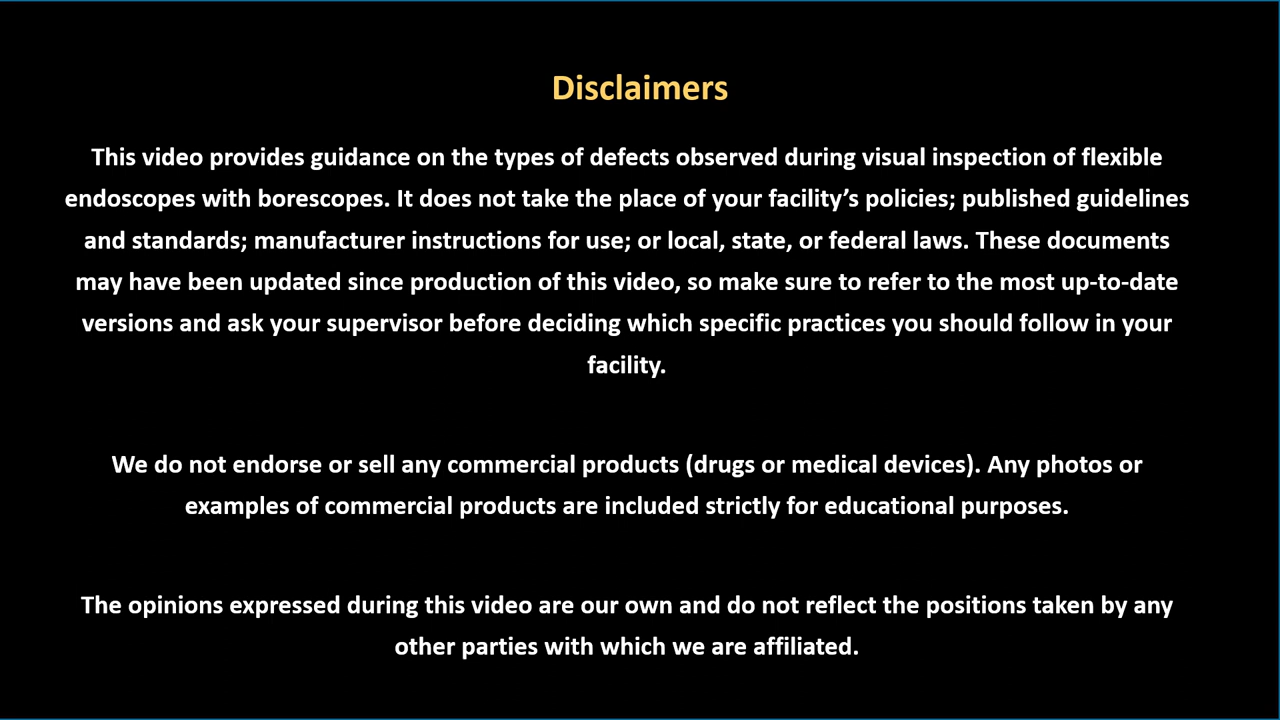 Disclaimers
This video provides guidance on the types of defects observed during visual inspection of flexible
endoscopes with borescopes. It does not take the place of your facility’s policies; published guidelines
and standards; manufacturer instructions for use; or local, state, or federal laws. These documents
may have been updated since production of this video, so make sure to refer to the most up-to-date
versions and ask your supervisor before deciding which specific practices you should follow in your
facility.
We do not endorse or sell any commercial products (drugs or medical devices). Any photos or
examples of commercial products are included strictly for educational purposes.
The opinions expressed during this video are our own and do not reflect the positions taken by any
other parties with which we are affiliated.